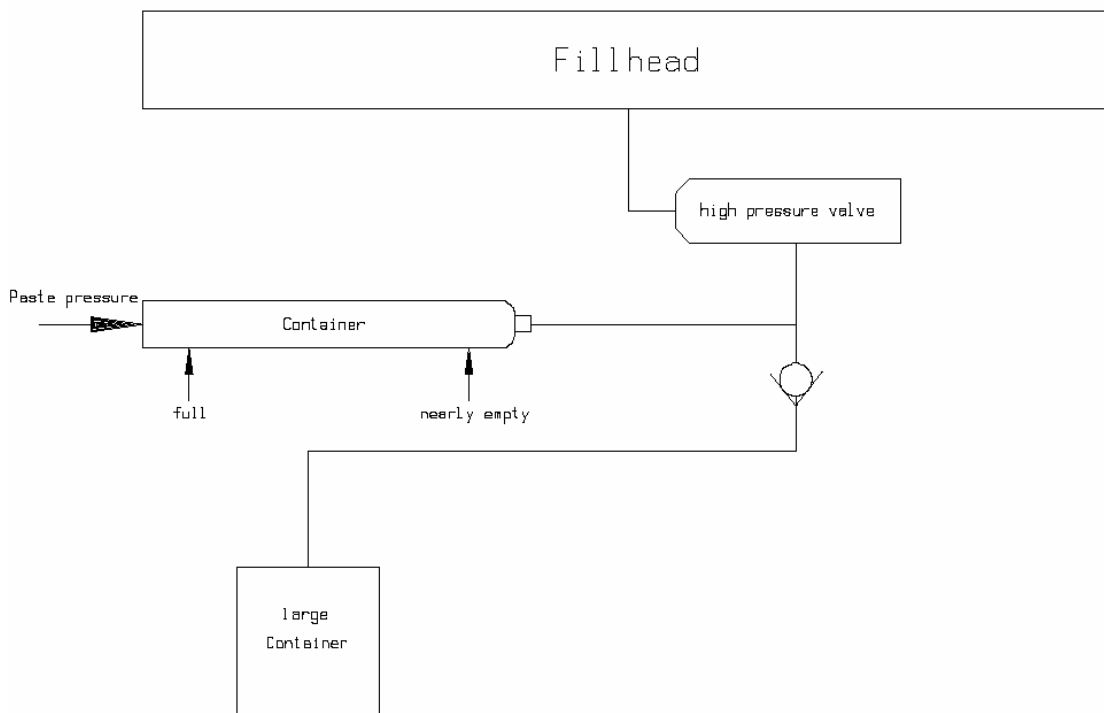 Fillhead
high pressure valve
Paste pressure
Container
full
nearly empty
large
Container